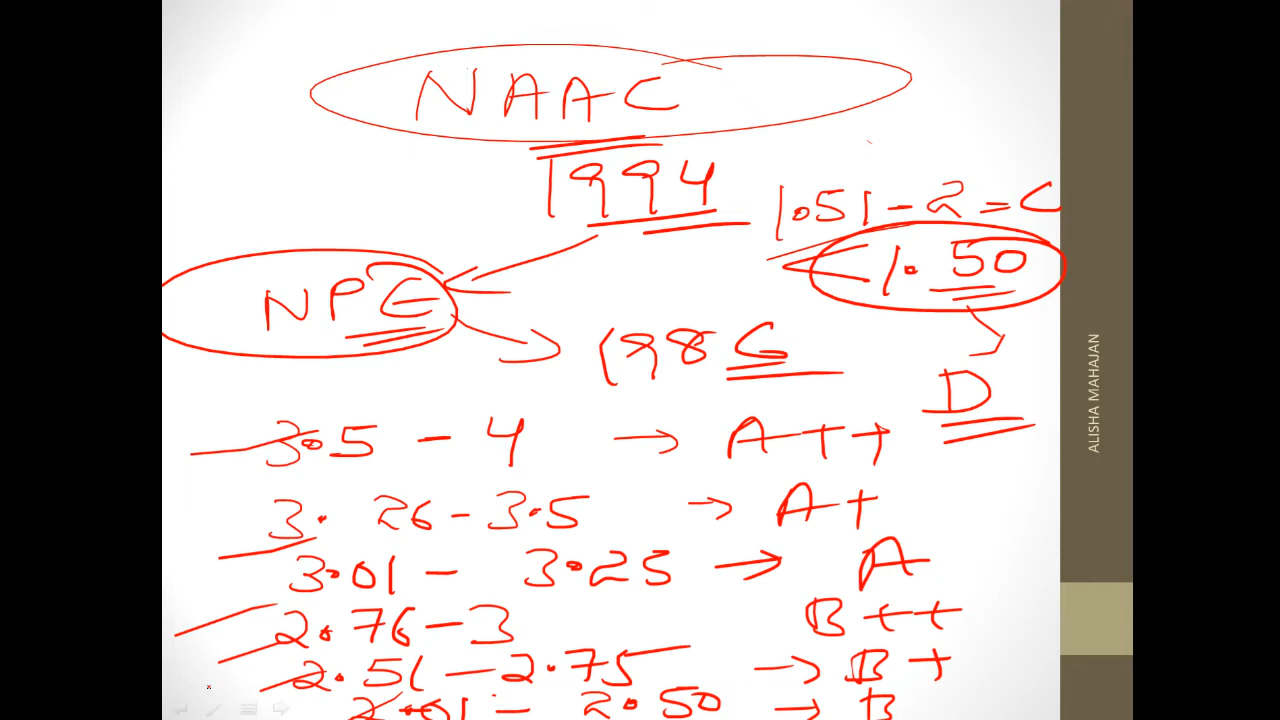 NAAC
1994
1.51 - 2 = C
< 1.50
NPE
1986
D
3.5 - 4 → A++
3.26 - 3.5 → A+
3.01 - 3.25 → A
2.76 - 3 B++
2.51 - 2.75 → B+
2.01 - 2.50 → B
ALISHA MAHAJAN